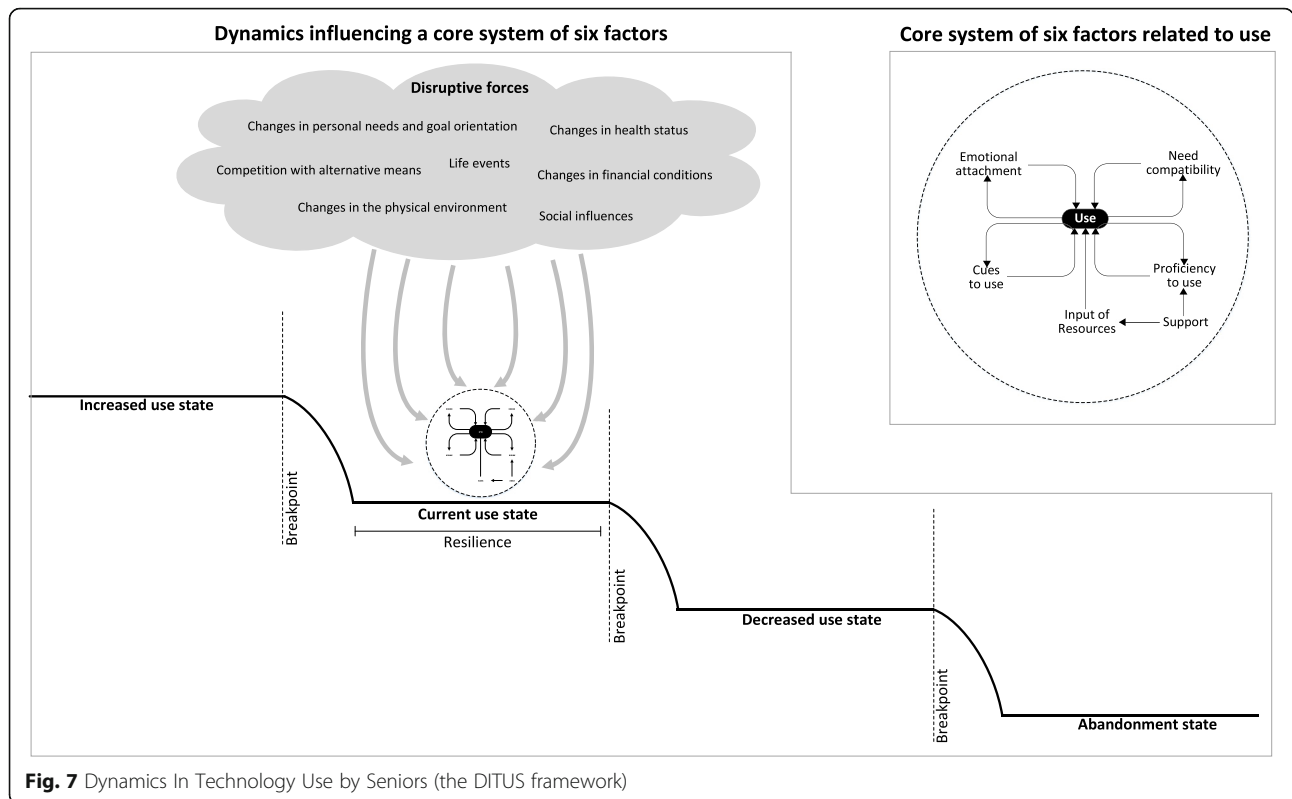 Dynamics influencing a core system of six factors
Core system of six factors related to use
Disruptive forces
Changes in personal needs and goal orientation
Changes in health status
Life events
Competition with alternative means
Changes in financial conditions
Changes in the physical environment
Social influences
Emotional
attachment
Need
compatibility
Use
Cues
to use
Proficiency
to use
Input of
Resources
Support
Increased use state
Breakpoint
Current use state
Resilience
Breakpoint
Decreased use state
Breakpoint
Abandonment state
Fig. 7 Dynamics In Technology Use by Seniors (the DITUS framework)